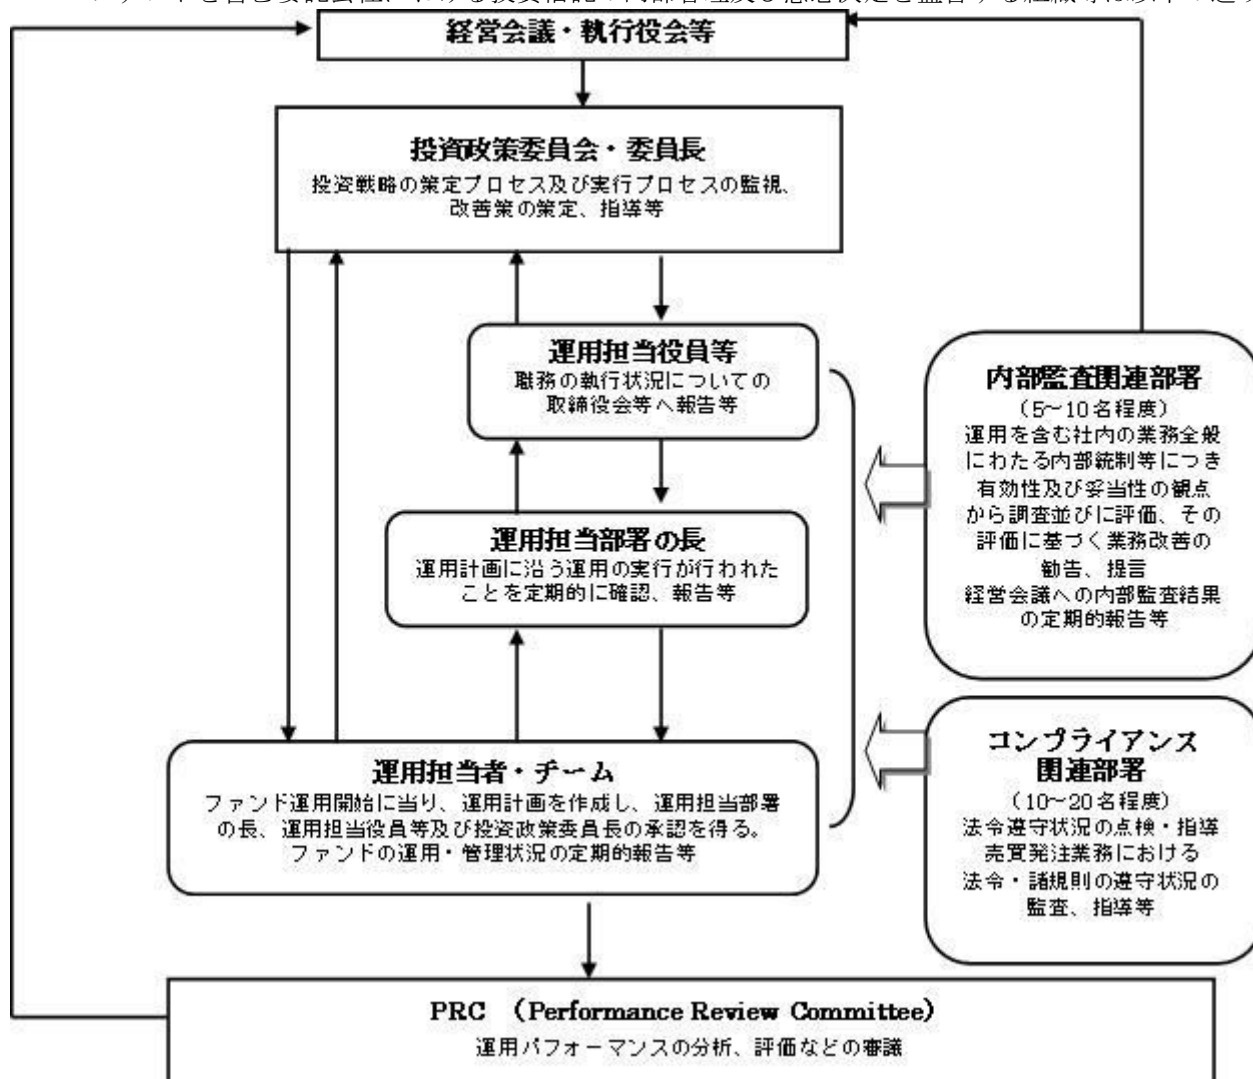 経営会議・執行役会等
投資政策委員会・委員長
投資戦略の策定プロセス及び実行プロセスの監視、
改善策の策定、指導等
運用担当役員等
職務の執行状況についての
取締役会等へ報告等
運用担当部署の長
運用計画に沿う運用の実行が行われた
ことを定期的に確認、報告等
運用担当者・チーム
ファンド運用開始に当り、運用計画を作成し、運用担当部署
の長、運用担当役員等及び投資政策委員長の承認を得る。
ファンドの運用・管理状況の定期的報告等
内部監査関連部署
（5～10名程度）
運用を含む社内の業務全般
にわたる内部統制等につき
有効性及び妥当性の観点
から調査並びに評価、その
評価に基づく業務改善の
勧告、提言
経営会議への内部監査結果
の定期的報告等
コンプライアンス
関連部署
（10～20名程度）
法令遵守状況の点検・指導
売買発注業務における
法令・諸規則の遵守状況の
監査、指導等
PRC （Performance Review Committee）
運用パフォーマンスの分析、評価などの審議